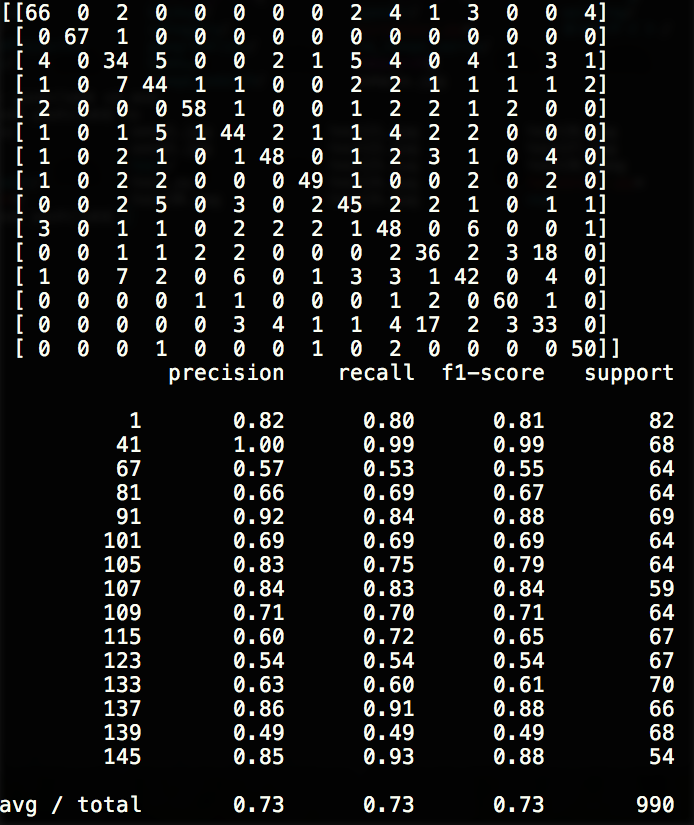 [[66 0 2 0 0 0 0 0 2 4 1 3 0 0 4]
[ 0 67 1 0 0 0 0 0 0 0 0 0 0 0 0]
[ 4 0 34 5 0 0 2 1 5 4 0 4 1 3 1]
[ 1 0 7 44 1 1 0 0 2 2 1 1 1 1 2]
[ 2 0 0 0 58 1 0 0 1 2 2 1 2 0 0]
[ 1 0 1 5 1 44 2 1 1 4 2 2 0 0 0]
[ 1 0 2 1 0 1 48 0 1 2 3 1 0 4 0]
[ 1 0 2 2 0 0 0 49 1 0 0 2 0 2 0]
[ 0 0 2 5 0 3 0 2 45 2 2 1 0 1 1]
[ 3 0 1 1 0 2 2 2 1 48 0 6 0 0 1]
[ 0 0 1 1 2 2 0 0 0 2 36 2 3 18 0]
[ 1 0 7 2 0 6 0 1 3 3 1 42 0 4 0]
[ 0 0 0 0 1 1 0 0 0 1 2 0 60 1 0]
[ 0 0 0 0 0 3 4 1 1 4 17 2 3 33 0]
[ 0 0 0 1 0 0 0 1 0 2 0 0 0 0 50]]
precision recall f1-score support
1 0.82 0.80 0.81 82
41 1.00 0.99 0.99 68
67 0.57 0.53 0.55 64
81 0.66 0.69 0.67 64
91 0.92 0.84 0.88 69
101 0.69 0.69 0.69 64
105 0.83 0.75 0.79 64
107 0.84 0.83 0.84 59
109 0.71 0.70 0.71 64
115 0.60 0.72 0.65 67
123 0.54 0.54 0.54 67
133 0.63 0.60 0.61 70
137 0.86 0.91 0.88 66
139 0.49 0.49 0.49 68
145 0.85 0.93 0.88 54
avg / total 0.73 0.73 0.73 990